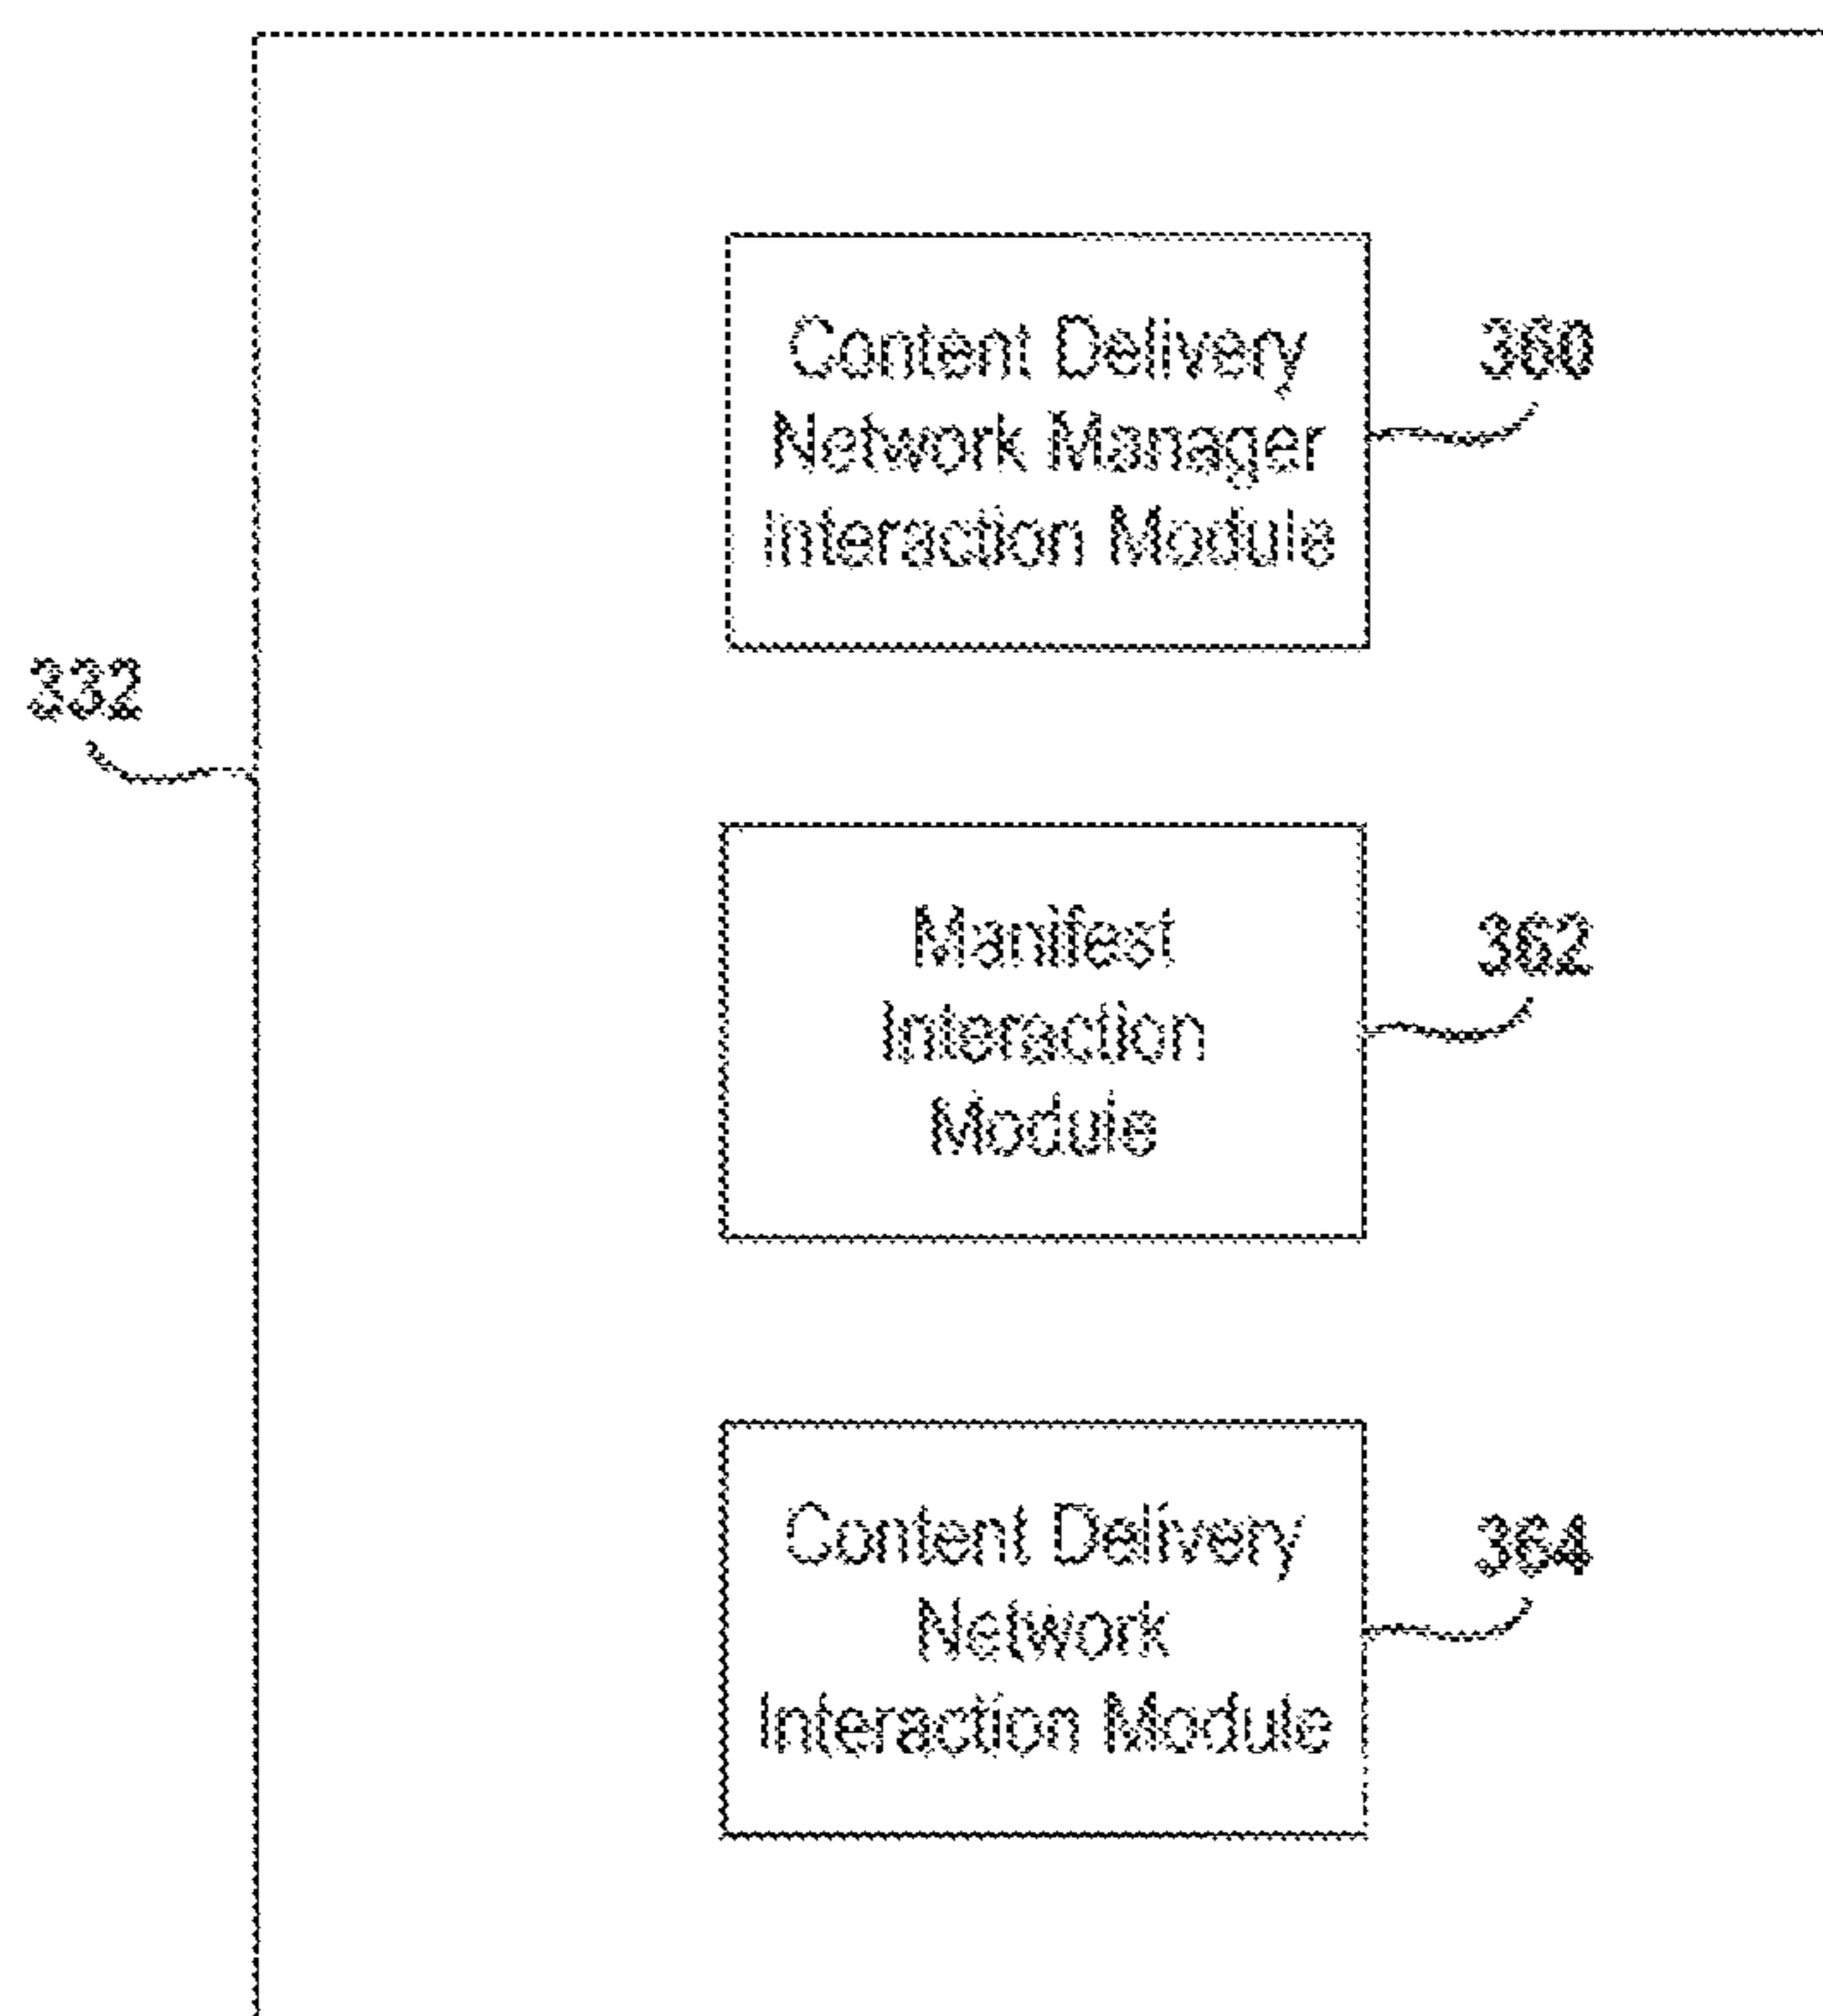 Content Delivery
Network Manager
Interaction Module
360
332
Manifest
Interaction
Module
362
Content Delivery
Network
Interaction Module
364